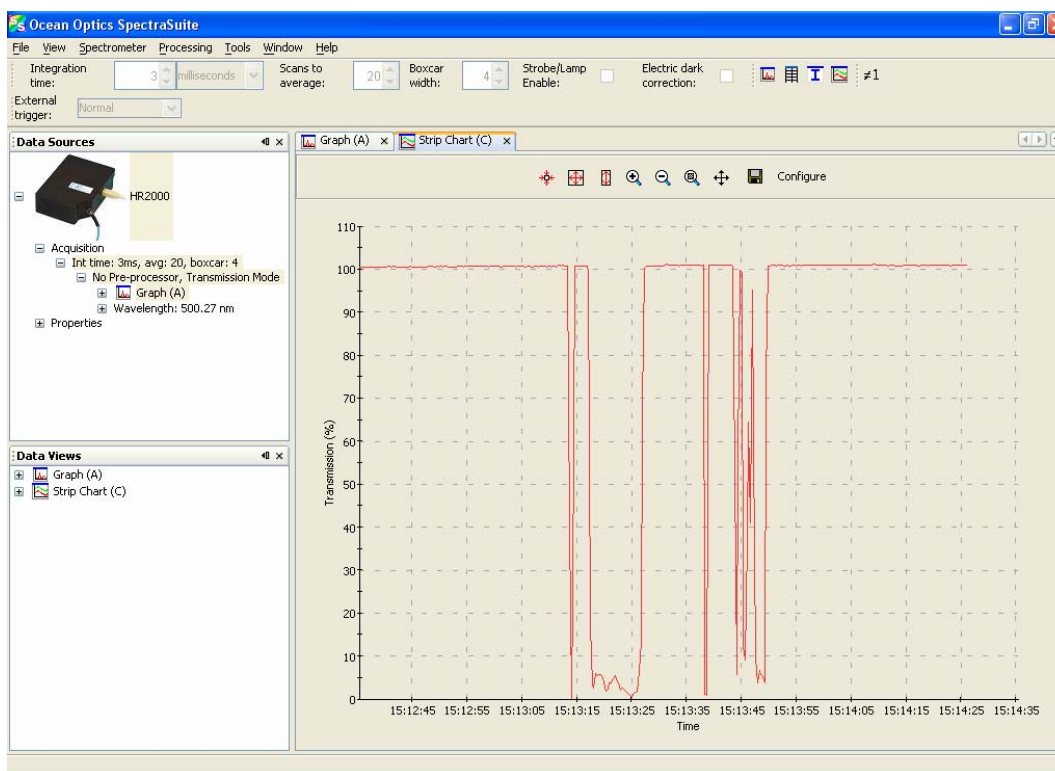 Ocean Optics SpectraSuite
File View Spectrometer Processing Tools Window Help
Integration time: 3 milliseconds Scans to average: 20 Boxcar width: 4 Strobe/Lamp Enable: Electric dark correction: ≠1
External trigger: Normal
Data Sources
HR2000
Acquisition
Int time: 3ms, avg: 20, boxcar: 4
No Pre-processor, Transmission Mode
Graph (A)
Wavelength: 500.27 nm
Properties
Data Views
Graph (A)
Strip Chart (C)
Graph (A) Strip Chart (C)
Configure
110
100
90
80
70
60
50
40
30
20
10
0
Transmission (%)
15:12:45 15:12:55 15:13:05 15:13:15 15:13:25 15:13:35 15:13:45 15:13:55 15:14:05 15:14:15 15:14:25 15:14:35
Time